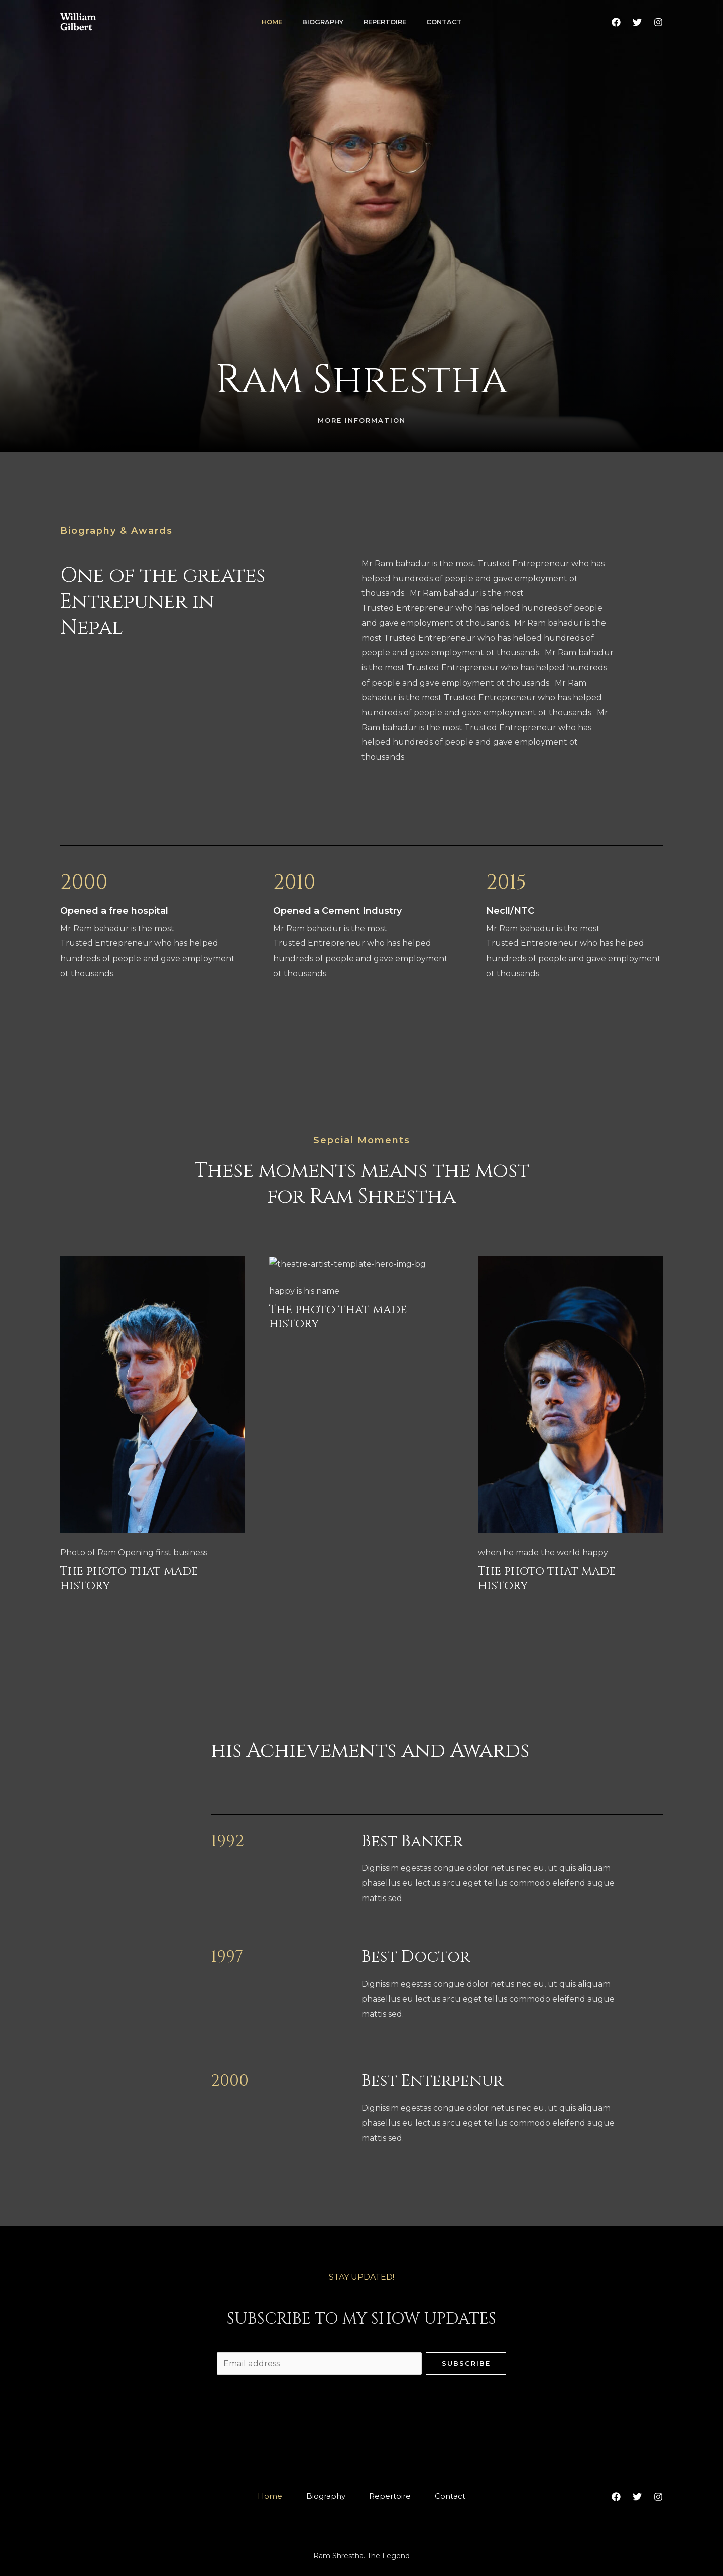 William
Gilbert
HOME BIOGRAPHY REPERTOIRE CONTACT
Ram Shrestha
MORE INFORMATION
Biography & Awards
One of the greates
Entrepuner in
Nepal
Mr Ram bahadur is the most Trusted Entrepreneur who has
helped hundreds of people and gave employment ot
thousands.  Mr Ram bahadur is the most
Trusted Entrepreneur who has helped hundreds of people
and gave employment ot thousands.  Mr Ram bahadur is the
most Trusted Entrepreneur who has helped hundreds of
people and gave employment ot thousands.  Mr Ram bahadur
is the most Trusted Entrepreneur who has helped hundreds
of people and gave employment ot thousands.  Mr Ram
bahadur is the most Trusted Entrepreneur who has helped
hundreds of people and gave employment ot thousands.  Mr
Ram bahadur is the most Trusted Entrepreneur who has
helped hundreds of people and gave employment ot
thousands.
2000
Opened a free hospital
Mr Ram bahadur is the most
Trusted Entrepreneur who has helped
hundreds of people and gave employment
ot thousands.
2010
Opened a Cement Industry
Mr Ram bahadur is the most
Trusted Entrepreneur who has helped
hundreds of people and gave employment
ot thousands.
2015
Necll/NTC
Mr Ram bahadur is the most
Trusted Entrepreneur who has helped
hundreds of people and gave employment
ot thousands.
Sepcial Moments
These moments means the most
for Ram Shrestha
Photo of Ram Opening first business
The photo that made
history
theatre-artist-template-hero-img-bg
happy is his name
The photo that made
history
when he made the world happy
The photo that made
history
his Achievements and Awards
1992
Best Banker
Dignissim egestas congue dolor netus nec eu, ut quis aliquam
phasellus eu lectus arcu eget tellus commodo eleifend augue
mattis sed.
1997
Best Doctor
Dignissim egestas congue dolor netus nec eu, ut quis aliquam
phasellus eu lectus arcu eget tellus commodo eleifend augue
mattis sed.
2000
Best Enterpenur
Dignissim egestas congue dolor netus nec eu, ut quis aliquam
phasellus eu lectus arcu eget tellus commodo eleifend augue
mattis sed.
STAY UPDATED!
SUBSCRIBE TO MY SHOW UPDATES
Email address
SUBSCRIBE
Home Biography Repertoire Contact
Ram Shrestha. The Legend